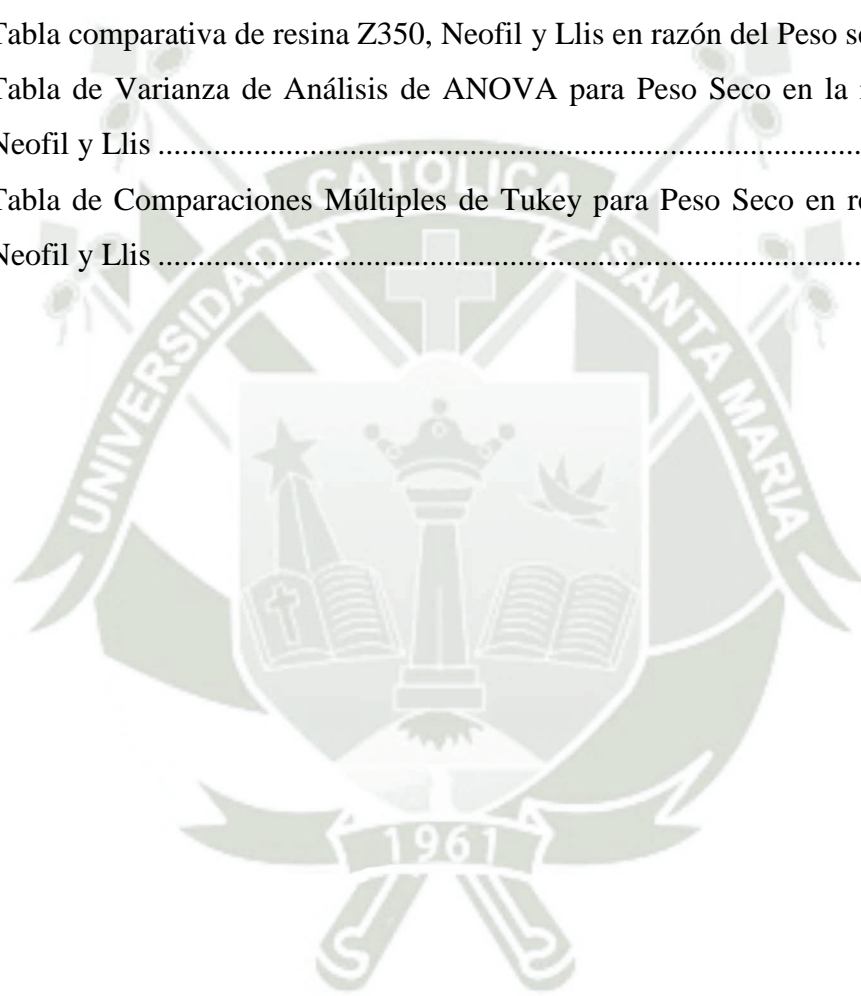 Tabla comparativa de resina Z350, Neofil y Llis en razón del Peso se
Tabla de Varianza de Análisis de ANOVA para Peso Seco en la
Neofil y Llis ....................................................................................
Tabla de Comparaciones Múltiples de Tukey para Peso Seco en re
Neofil y Llis ....................................................................................
UNIVERSIDAD CATOLICA SANTA MARIA
1961